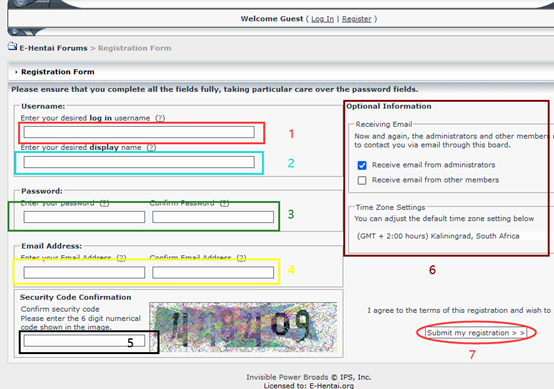 Welcome Guest ( Log In | Register )
E-Hentai Forums > Registration Form
Registration Form
Please ensure that you complete all the fields fully, taking particular care over the password fields.
Username:
Enter your desired log in username (?)
1
Enter your desired display name (?)
2
Password:
Enter your password (?) Confirm Password (?)
3
Email Address:
Enter your Email Address (?) Confirm Email Address (?)
4
Security Code Confirmation
Confirm security code
Please enter the 6 digit numerical
code shown in the image.
5
Optional Information
Receiving Email
Now and again, the administrators and other members
to contact you via email through this board.
Receive email from administrators
Receive email from other members
Time Zone Settings
You can adjust the default time zone setting below
(GMT + 2:00 hours) Kaliningrad, South Africa
6
I agree to the terms of this registration and wish to
Submit my registration > >
7
Invisible Power Broads © IPS, Inc.
Licensed to: E-Hentai.org